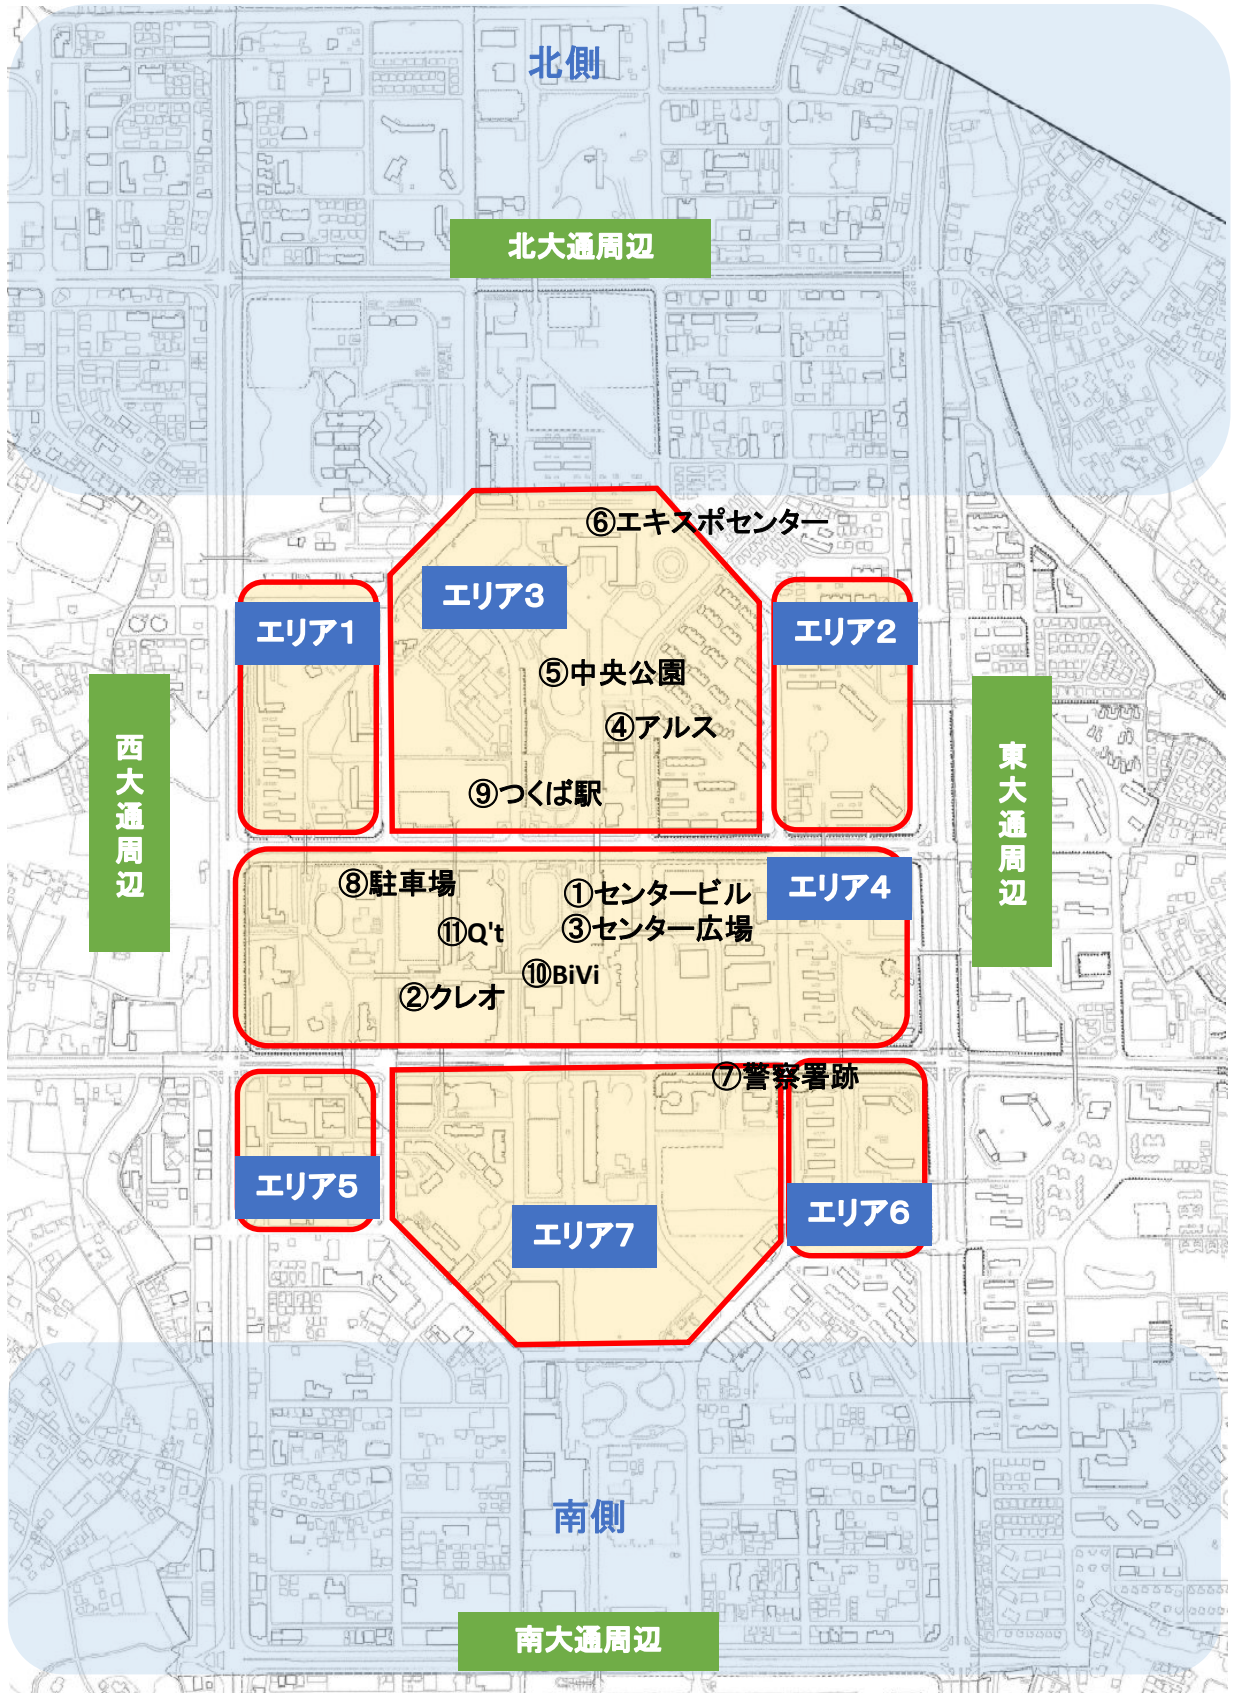 北側
北大通周辺
⑥エキスポセンター
エリア3
エリア1
エリア2
⑤中央公園
④アルス
西大通周辺
東大通周辺
⑨つくば駅
⑧駐車場
①センタービル
エリア4
⑪Q't
③センター広場
⑩BiVi
②クレオ
⑦警察署跡
エリア5
エリア6
エリア7
南側
南大通周辺